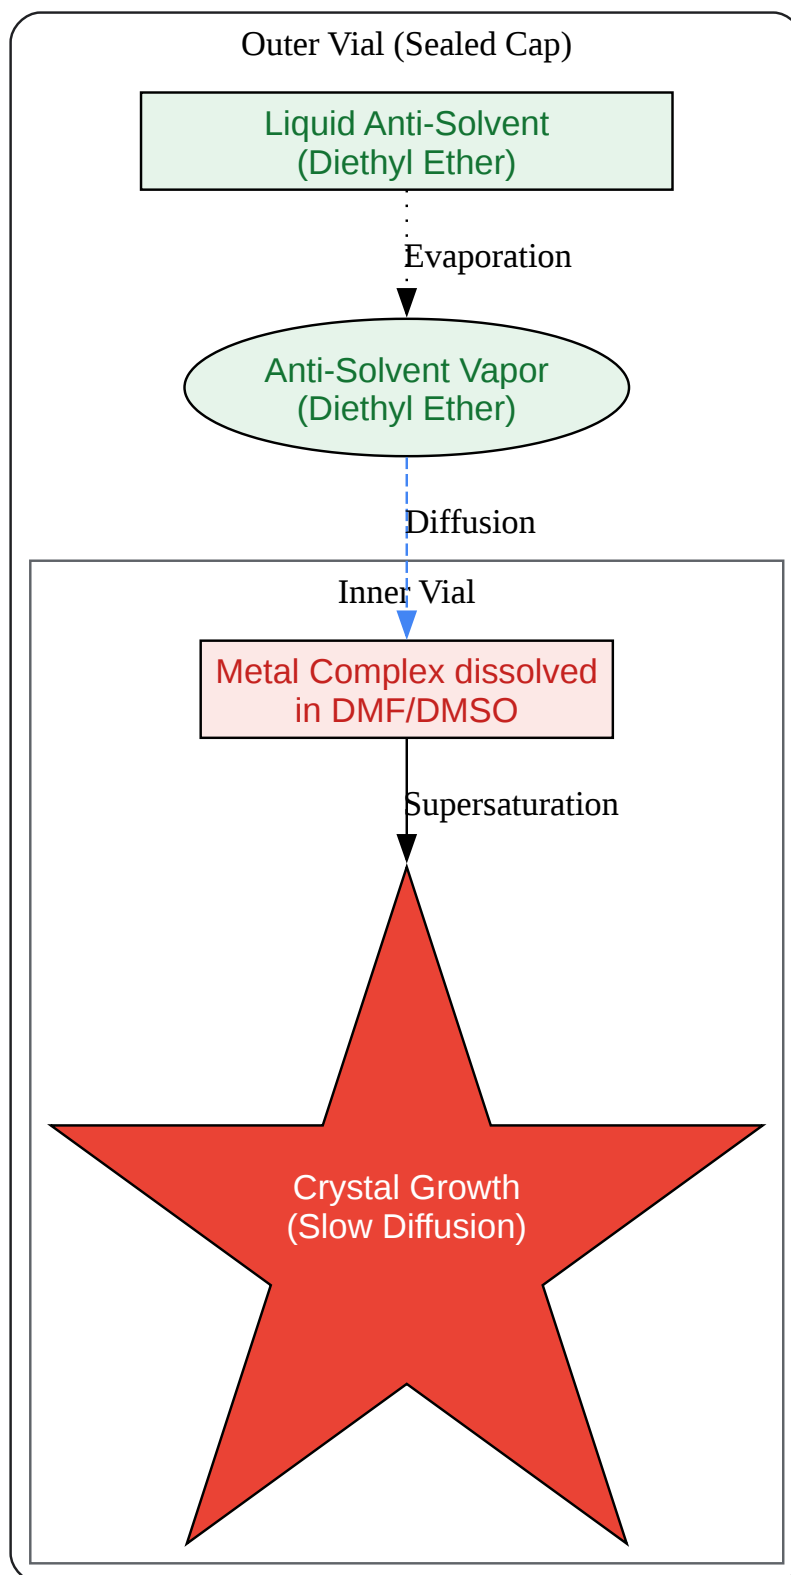 Outer Vial (Sealed Cap)
Liquid Anti-Solvent
(Diethyl Ether)
Evaporation
Anti-Solvent Vapor
(Diethyl Ether)
Diffusion
Inner Vial
Metal Complex dissolved
in DMF/DMSO
Supersaturation
Crystal Growth
(Slow Diffusion)